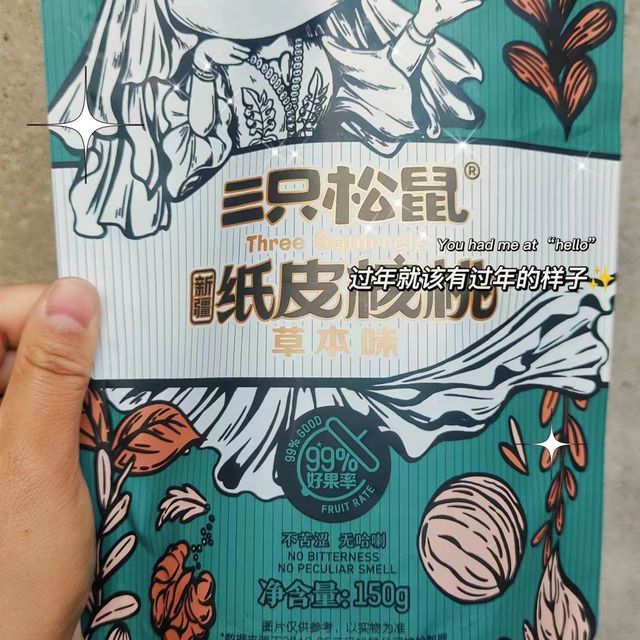 三只松鼠®
Three Squirrels
You had me at “hello”
过年就该有过年的样子✨
新疆
纸皮核桃
草本味
99% GOOD
99%
好果率
FRUIT RATE
不苦涩 无哈喇
NO BITTERNESS
NO PECULIAR SMELL
净含量:150g
图片仅供参考，以实物为准